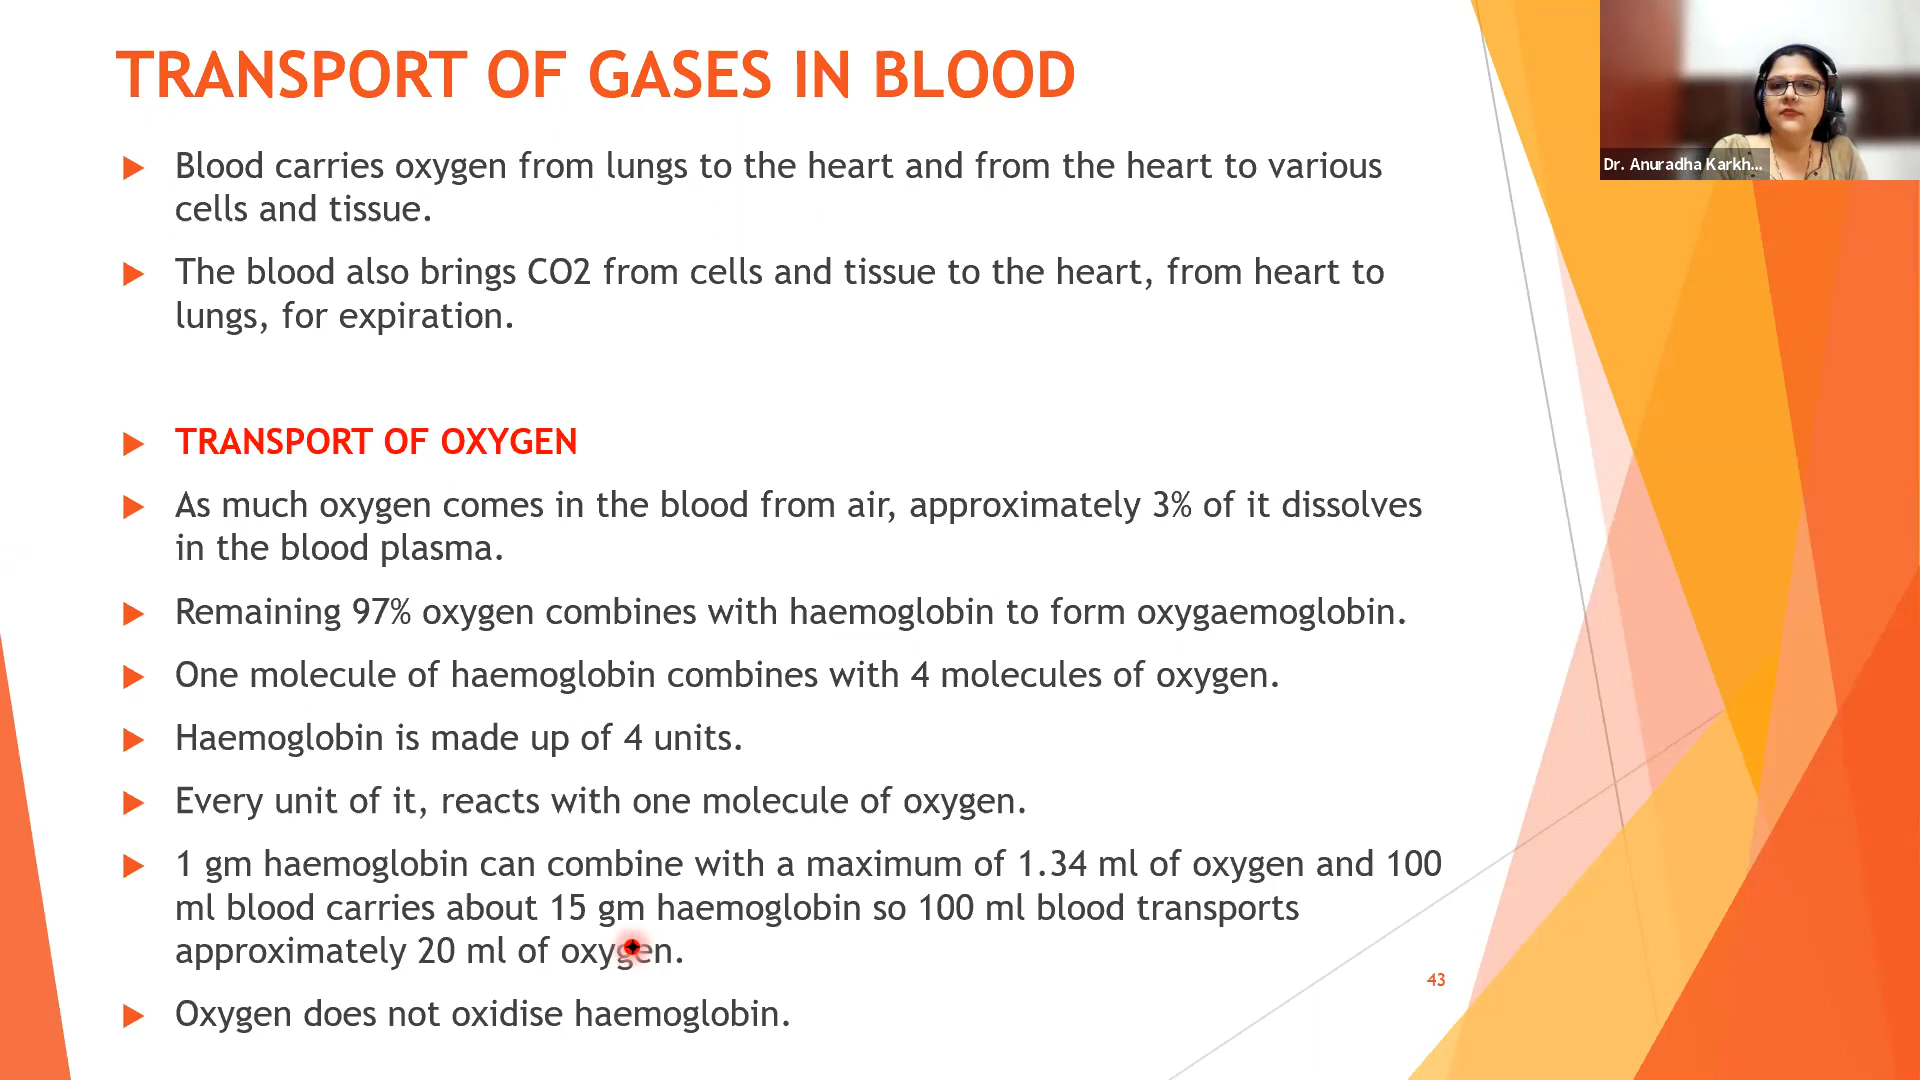 TRANSPORT OF GASES IN BLOOD
Dr. Anuradha Karkh...
Blood carries oxygen from lungs to the heart and from the heart to various
cells and tissue.
The blood also brings CO2 from cells and tissue to the heart, from heart to
lungs, for expiration.
TRANSPORT OF OXYGEN
As much oxygen comes in the blood from air, approximately 3% of it dissolves
in the blood plasma.
Remaining 97% oxygen combines with haemoglobin to form oxygaemoglobin.
One molecule of haemoglobin combines with 4 molecules of oxygen.
Haemoglobin is made up of 4 units.
Every unit of it, reacts with one molecule of oxygen.
1 gm haemoglobin can combine with a maximum of 1.34 ml of oxygen and 100
ml blood carries about 15 gm haemoglobin so 100 ml blood transports
approximately 20 ml of oxygen.
43
Oxygen does not oxidise haemoglobin.